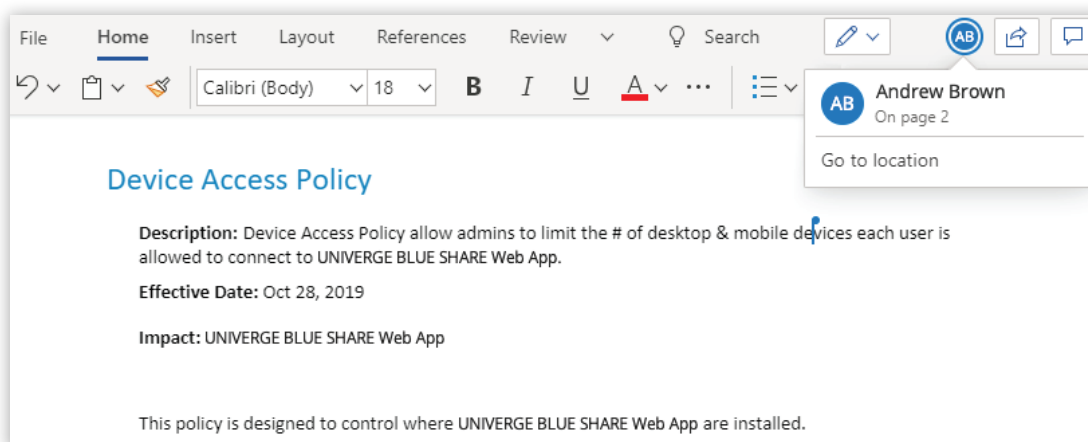 File Home Insert Layout References Review Search AB
Calibri (Body) 18 B I U A ...
AB Andrew Brown
On page 2
Go to location
Device Access Policy
Description: Device Access Policy allow admins to limit the # of desktop & mobile devices each user is
allowed to connect to UNIVERGE BLUE SHARE Web App.
Effective Date: Oct 28, 2019
Impact: UNIVERGE BLUE SHARE Web App
This policy is designed to control where UNIVERGE BLUE SHARE Web App are installed.